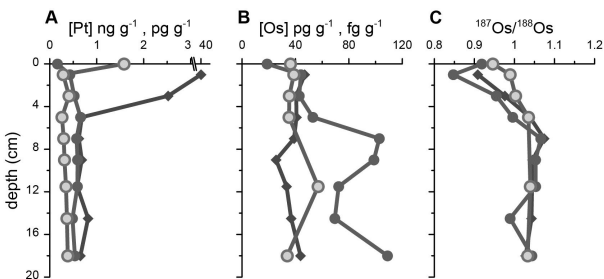 A [Pt] ng g-1 , pg g-1
B [Os] pg g-1 , fg g-1
C 187Os/188Os
0 1 2 3 40
0 40 80 120
0.8 0.9 1 1.1 1.2
depth (cm)
0
4
8
12
16
20